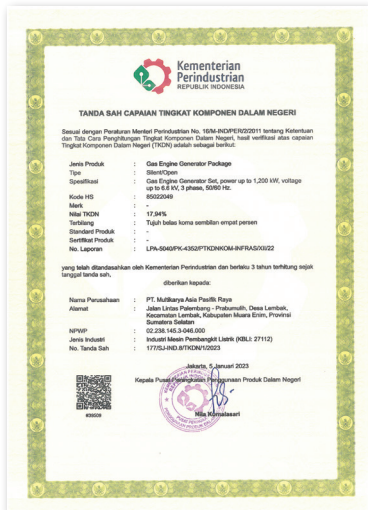 Kementerian
Perindustrian
REPUBLIK INDONESIA
TANDA SAH CAPAIAN TINGKAT KOMPONEN DALAM NEGERI
Sesuai dengan Peraturan Menteri Perindustrian No. 16/M-IND/PER/2/2011 tentang Ketentuan
dan Tata Cara Penghitungan Tingkat Komponen Dalam Negeri, hasil verifikasi atas capaian
Tingkat Komponen Dalam Negeri (TKDN) adalah sebagai berikut:
Jenis Produk : Gas Engine Generator Package
Tipe : Silent/Open
Spesifikasi : Gas Engine Generator Set, power up to 1,200 kW, voltage
up to 6.6 kV, 3 phase, 50/60 Hz.
Kode HS : 85022049
Merk : -
Nilai TKDN : 17,94%
Terbilang : Tujuh belas koma sembilan empat persen
Standard Produk : -
Sertifikat Produk : -
No. Laporan : LPA-5040/PK-4352/PTKDNKOM-INFRAS/XII/22
yang telah ditandasahkan oleh Kementerian Perindustrian dan berlaku 3 tahun terhitung sejak
tanggal tanda sah,
diberikan kepada:
Nama Perusahaan : PT. Multikarya Asia Pasifik Raya
Alamat : Jalan Lintas Palembang - Prabumulih, Desa Lembak,
Kecamatan Lembak, Kabupaten Muara Enim, Provinsi
Sumatera Selatan
NPWP : 02.238.145.3-046.000
Jenis Industri : Industri Mesin Pembangkit Listrik (KBLI: 27112)
No. Tanda Sah : 177/SJ-IND.8/TKDN/1/2023
Jakarta, 5 Januari 2023
Kepala Pusat Peningkatan Penggunaan Produk Dalam Negeri
Nila Kumalasari